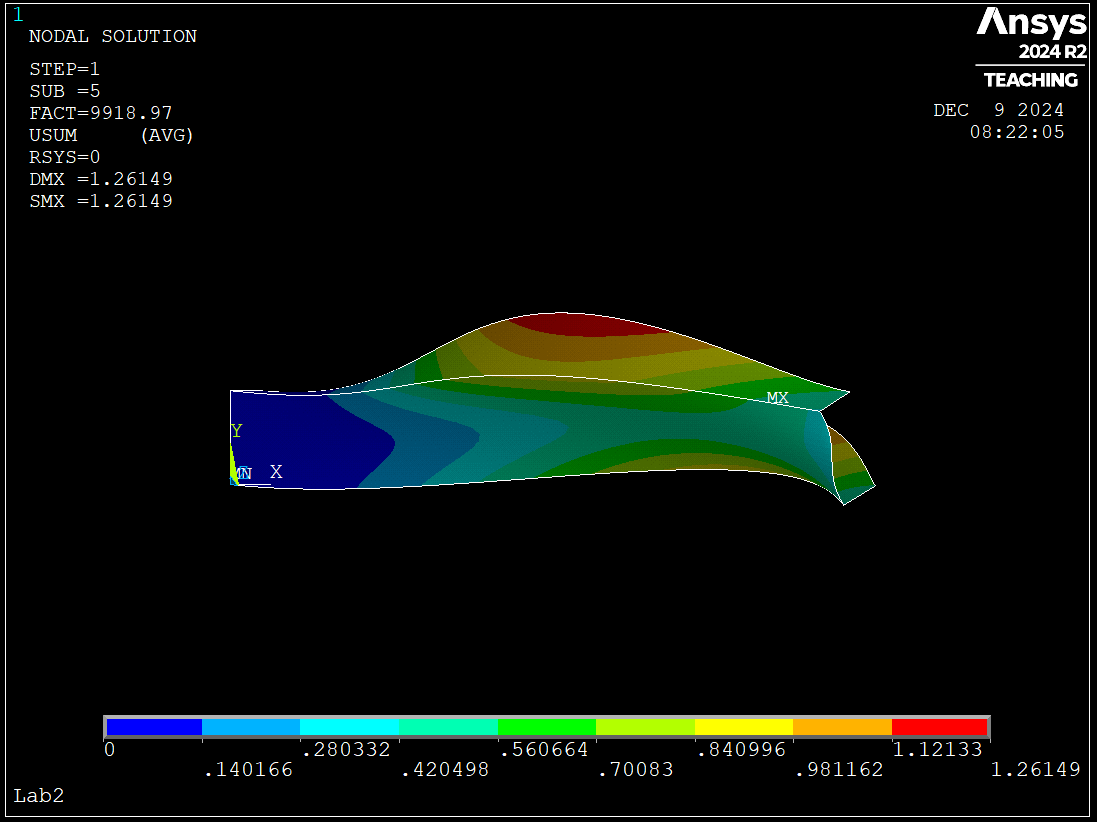 1
NODAL SOLUTION
STEP=1
SUB =5
FACT=9918.97
USUM (AVG)
RSYS=0
DMX =1.26149
SMX =1.26149
Ansys
2024 R2
TEACHING
DEC 9 2024
08:22:05
MX
Y
MN X
0 .280332 .560664 .840996 1.12133
.140166 .420498 .70083 .981162 1.26149
Lab2